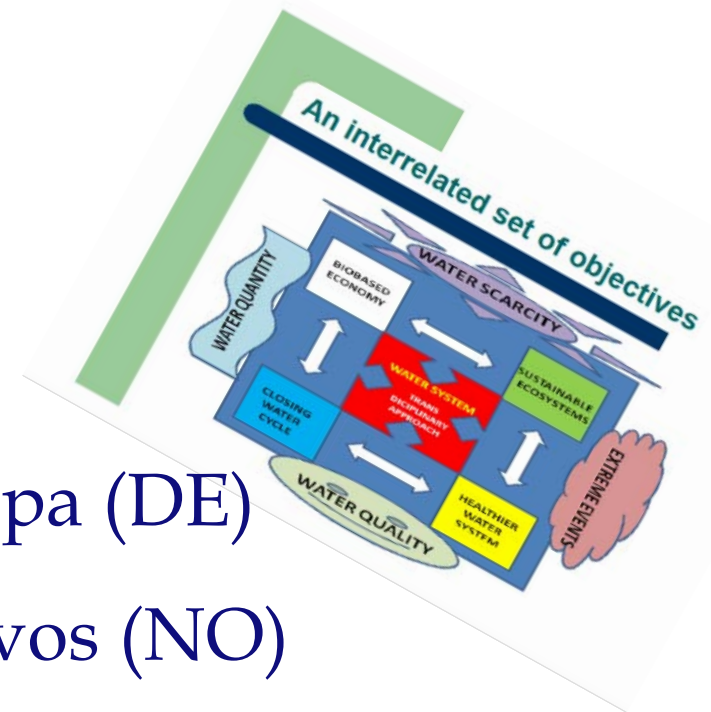 An interrelated set of objectives
WATER QUANTITY
BIOBASED
ECONOMY
WATER SCARCITY
SUSTAINABLE
ECOSYSTEMS
WATER SYSTEM
TRANS
DICIPLINARY
APPROACH
CLOSING
WATER
CYCLE
EXTREME EVENTS
HEALTHIER
WATER
SYSTEM
WATER QUALITY
pa (DE)
vos (NO)